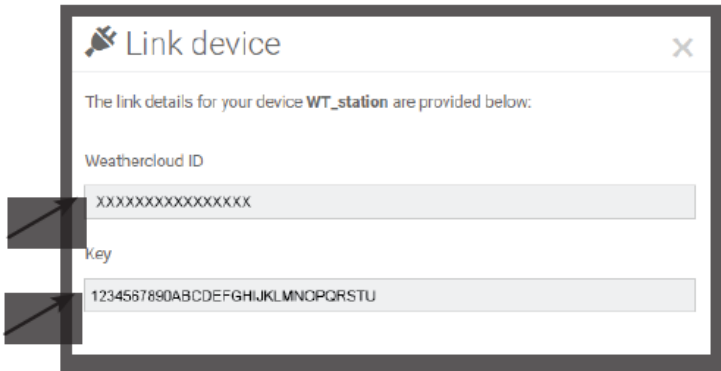 Link device
The link details for your device WT_station are provided below:
Weathercloud ID
XXXXXXXXXXXXXXXX
Key
1234567890ABCDEFGHIJKLMNOPQRSTU